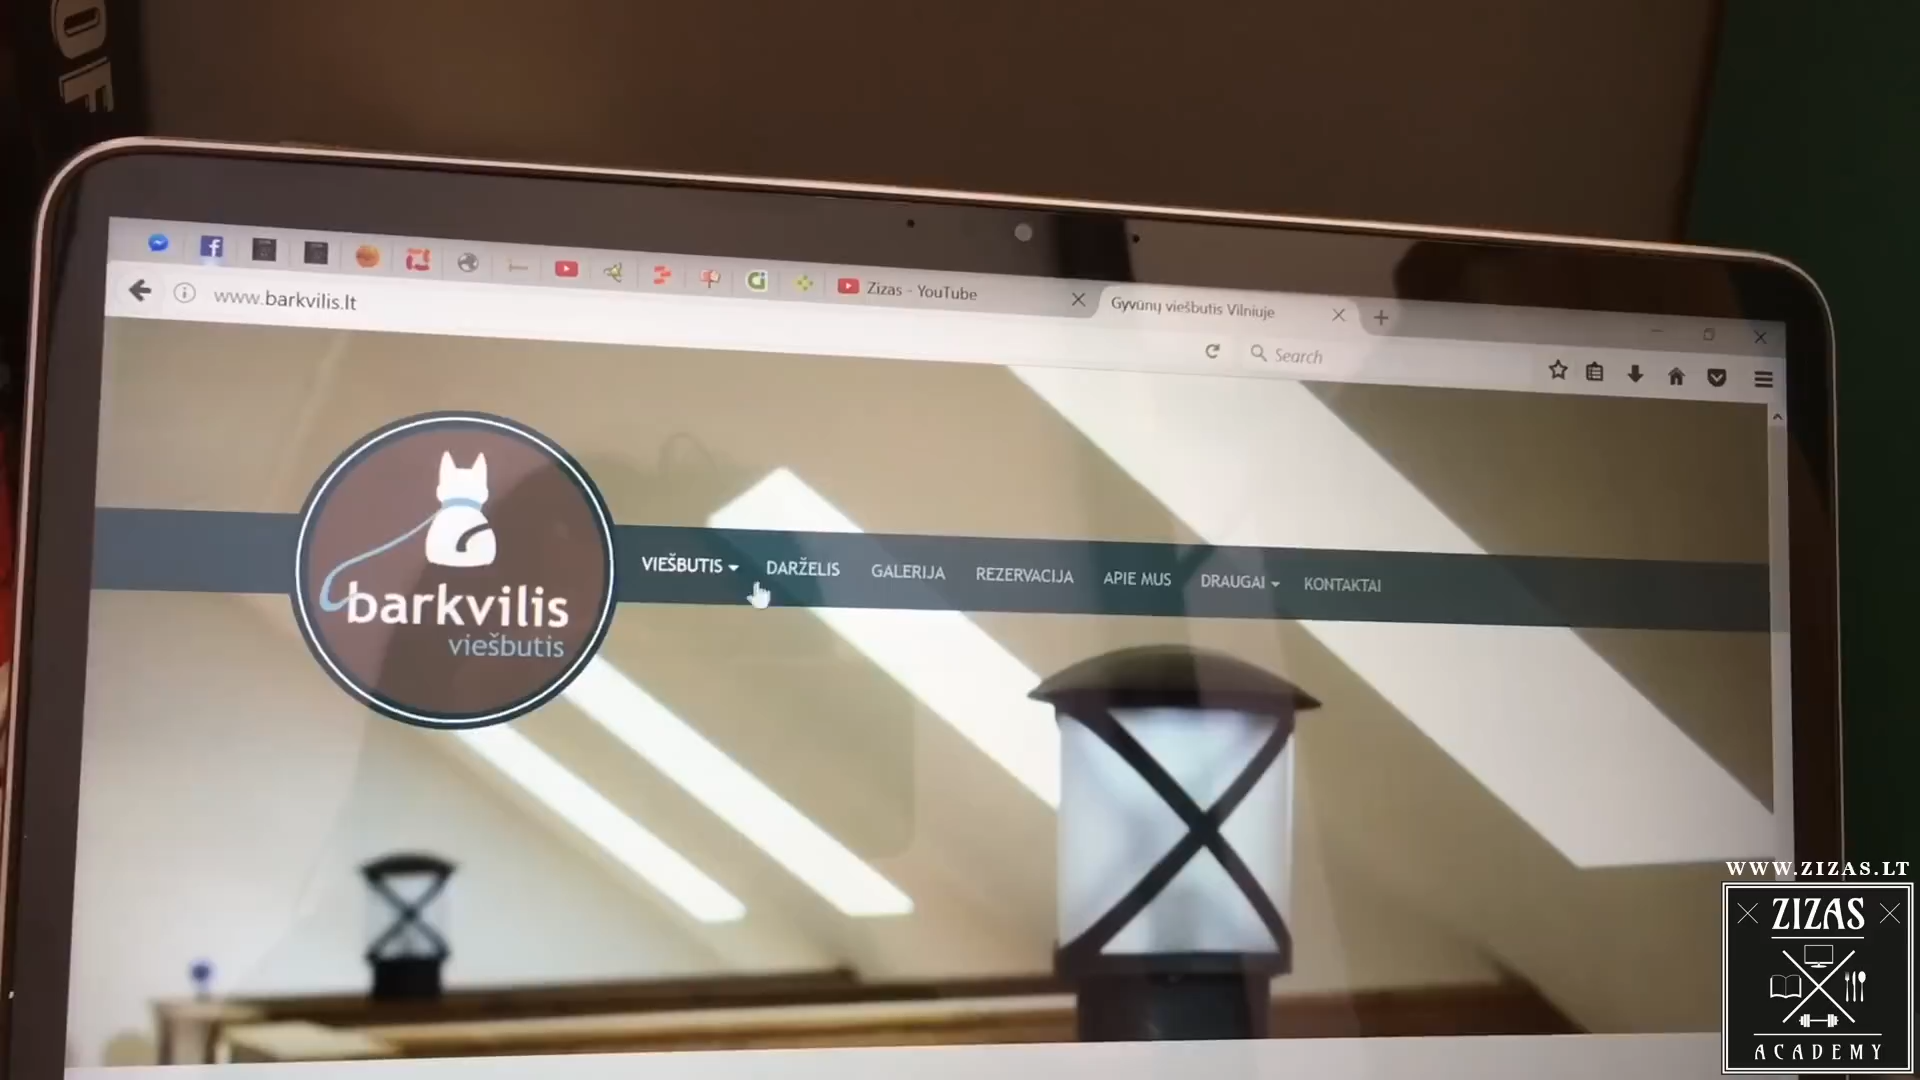 OF
Zizas - YouTube
Gyvūnų viešbutis Vilniuje
www.barkvilis.lt
Search
VIEŠBUTIS
DARŽELIS
GALERIJA
REZERVACIJA
APIE MUS
DRAUGAI
KONTAKTAI
barkvilis
viešbutis
WWW.ZIZAS.LT
ZIZAS
ACADEMY